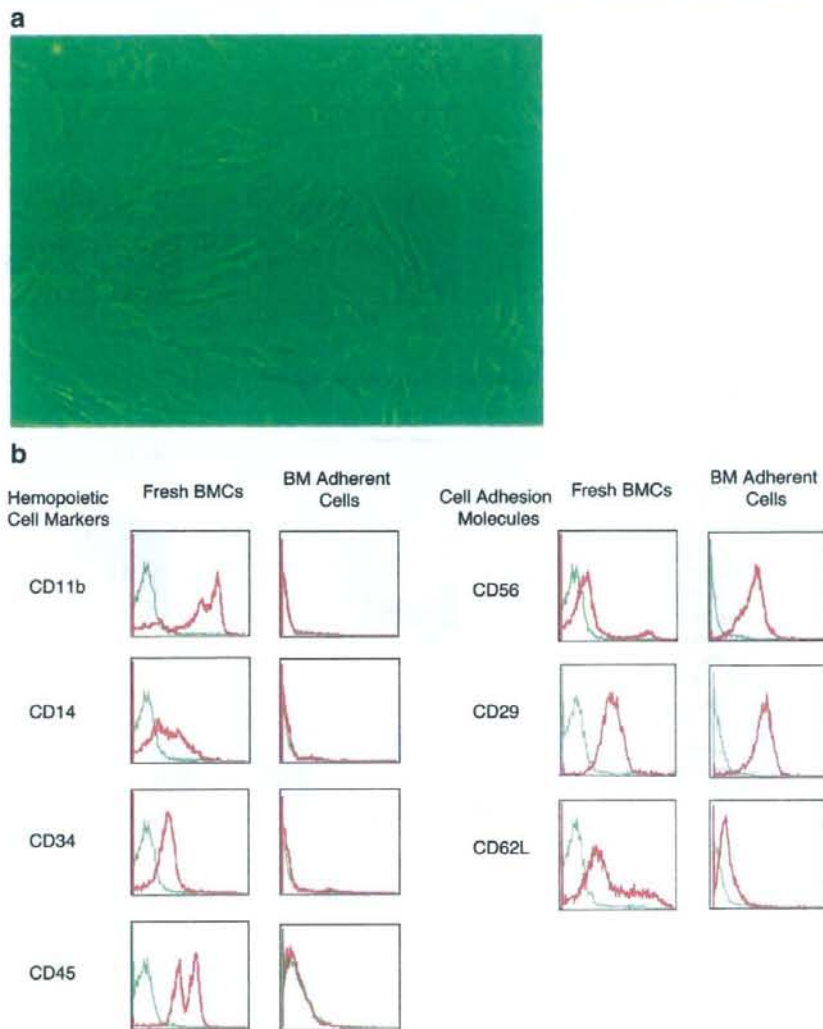 a
b
Hemopoietic
Cell Markers
Fresh BMCs
BM Adherent
Cells
CD11b
CD14
CD34
CD45
Cell Adhesion
Molecules
Fresh BMCs
BM Adherent
Cells
CD56
CD29
CD62L